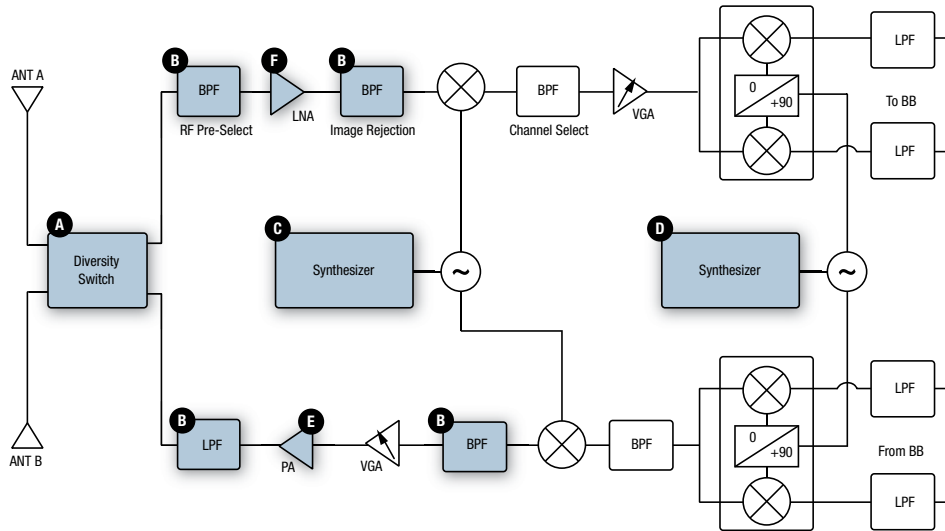 ANT A
B
BPF
RF Pre-Select
F
LNA
B
BPF
Image Rejection
BPF
Channel Select
VGA
0
+90
LPF
To BB
LPF
A
Diversity
Switch
C
Synthesizer
~
D
Synthesizer
~
ANT B
B
LPF
E
PA
VGA
B
BPF
BPF
0
+90
LPF
From BB
LPF